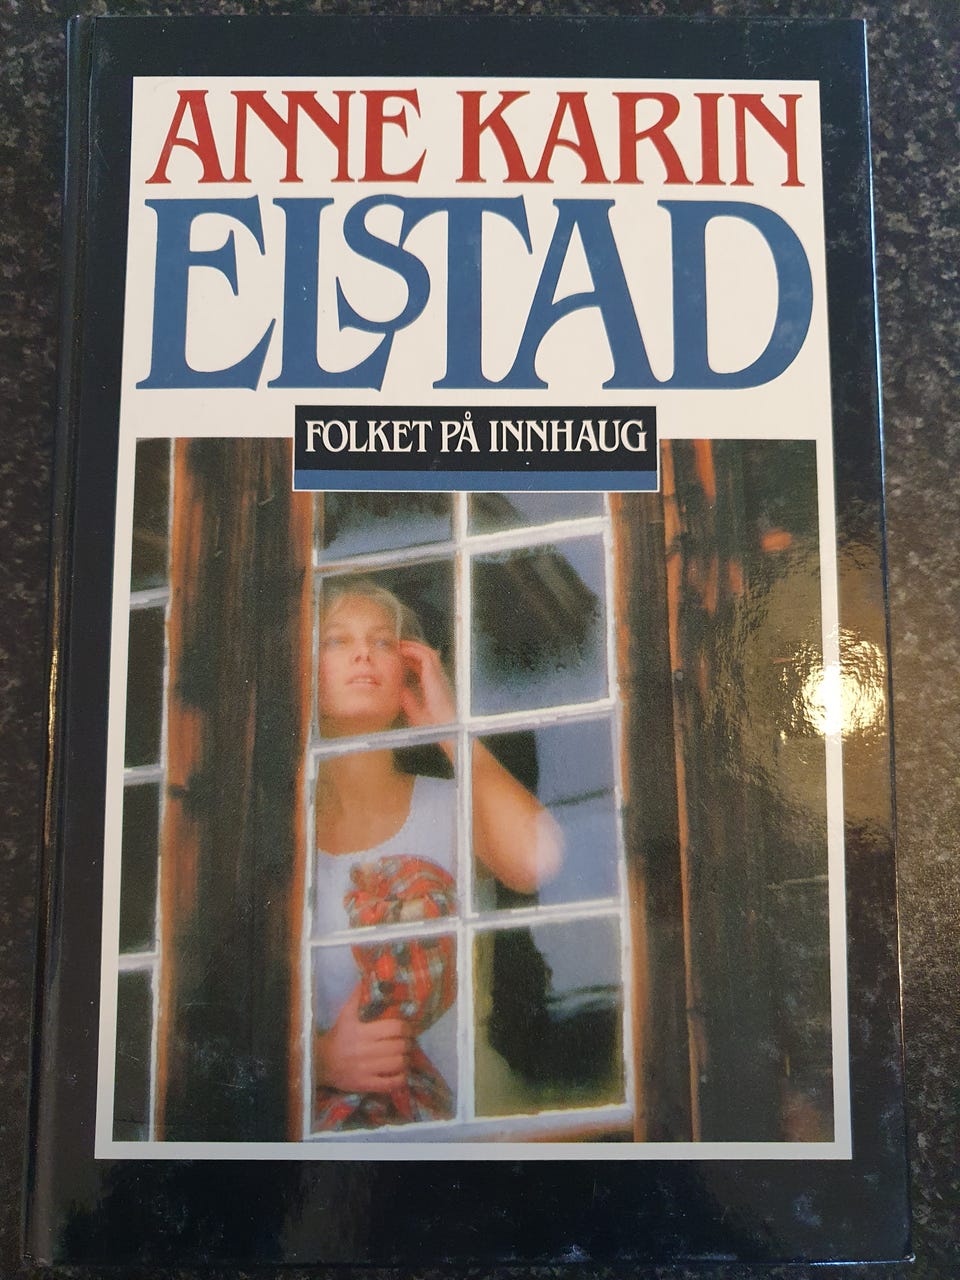 ANNE KARIN
ELSTAD
FOLKET PÅ INNHAUG